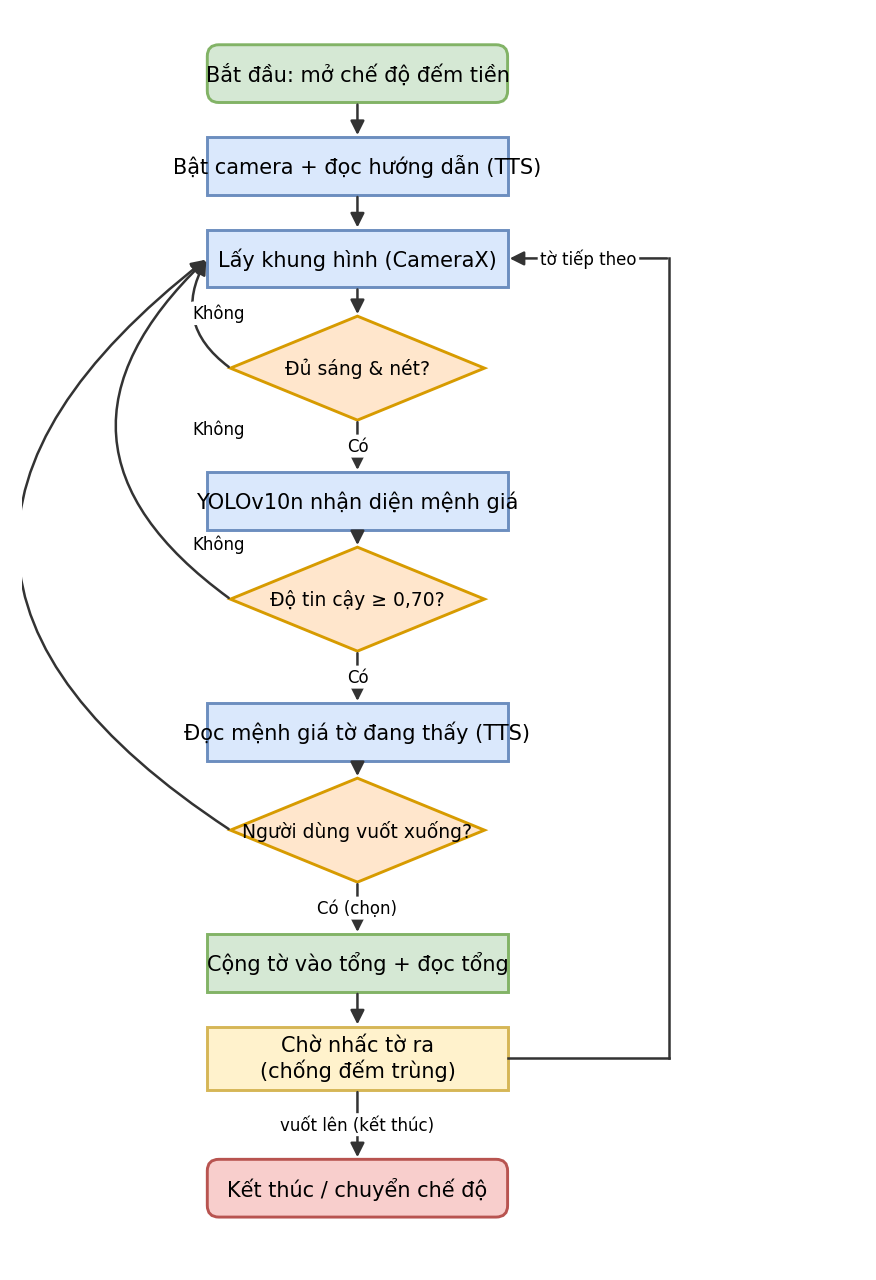 Bắt đầu: mở chế độ đếm tiền
Bật camera + đọc hướng dẫn (TTS)
Lấy khung hình (CameraX)
tờ tiếp theo
Không
Đủ sáng & nét?
Không
Có
YOLOv10n nhận diện mệnh giá
Không
Độ tin cậy ≥ 0,70?
Có
Đọc mệnh giá tờ đang thấy (TTS)
Người dùng vuốt xuống?
Có (chọn)
Cộng tờ vào tổng + đọc tổng
Chờ nhấc tờ ra
(chống đếm trùng)
vuốt lên (kết thúc)
Kết thúc / chuyển chế độ